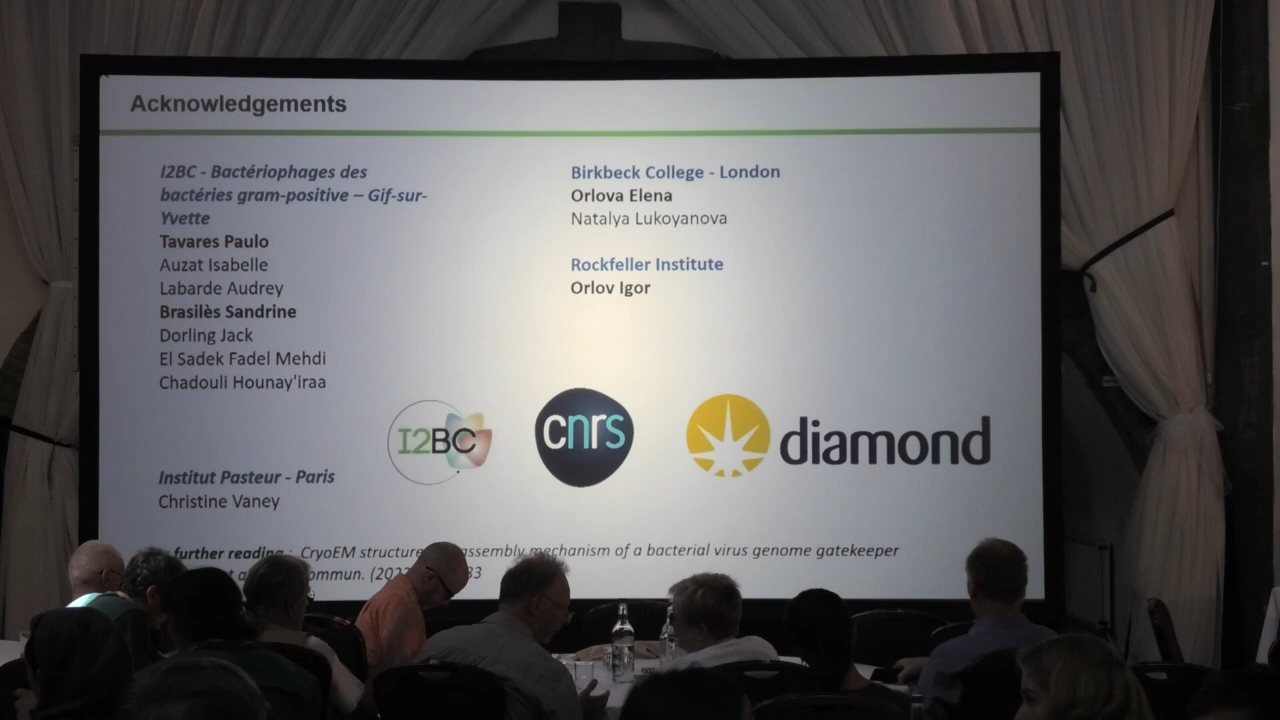 Acknowledgements
I2BC - Bactériophages des
bactéries gram-positive – Gif-sur-
Yvette
Tavares Paulo
Auzat Isabelle
Labarde Audrey
Brasilès Sandrine
Dorling Jack
El Sadek Fadel Mehdi
Chadouli Hounay'iraa
Institut Pasteur - Paris
Christine Vaney
Birkbeck College - London
Orlova Elena
Natalya Lukoyanova
Rockfeller Institute
Orlov Igor
I2BC
cnrs
diamond
further reading : CryoEM structure assembly mechanism of a bacterial virus genome gatekeeper